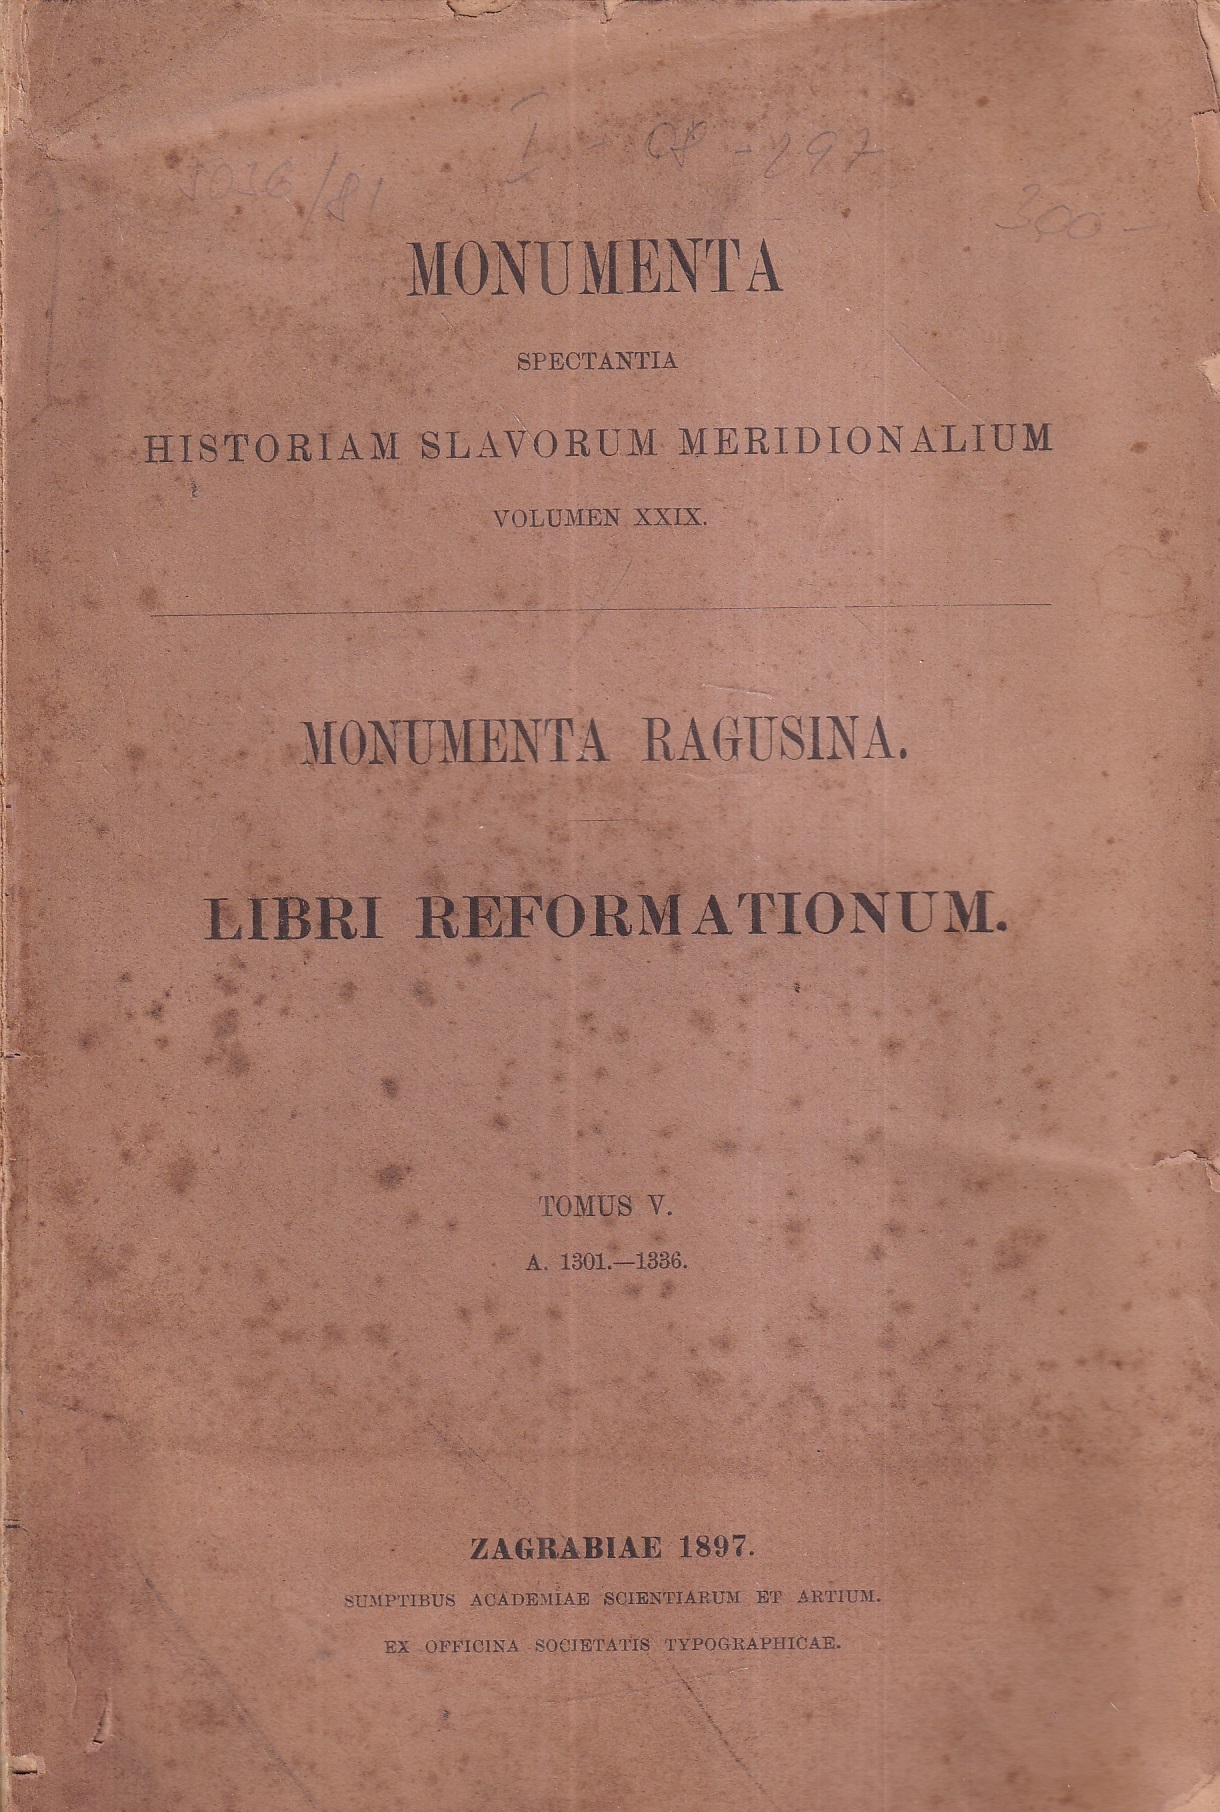 300-
MONUMENTA
SPECTANTIA
HISTORIAM SLAVORUM MERIDIONALIUM
VOLUMEN XXIX.
MONUMENTA RAGUSINA.
LIBRI REFORMATIONUM.
TOMUS V.
A. 1301.—1336.
ZAGRABIAE 1897.
SUMPTIBUS ACADEMIAE SCIENTIARUM ET ARTIUM.
EX OFFICINA SOCIETATIS TYPOGRAPHICAE.